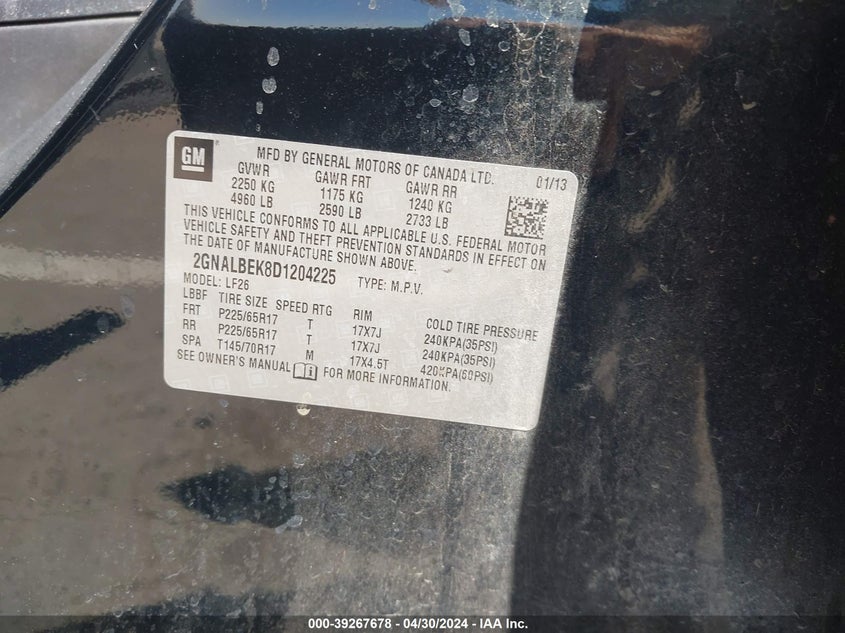 GM
MFD BY GENERAL MOTORS OF CANADA LTD. 01/13
GVWR GAWR FRT GAWR RR
2250 KG 1175 KG 1240 KG
4960 LB 2590 LB 2733 LB
THIS VEHICLE CONFORMS TO ALL APPLICABLE U.S. FEDERAL MOTOR
VEHICLE SAFETY AND THEFT PREVENTION STANDARDS IN EFFECT ON
THE DATE OF MANUFACTURE SHOWN ABOVE.
2GNALBEK8D1204225 TYPE: M.P.V.
MODEL: LF26
LBBF TIRE SIZE SPEED RTG RIM COLD TIRE PRESSURE
FRT P225/65R17 T 17X7J 240KPA(35PSI)
RR P225/65R17 T 17X7J 240KPA(35PSI)
SPA T145/70R17 M 17X4.5T 420KPA(60PSI)
SEE OWNER'S MANUAL FOR MORE INFORMATION.
000-39267678 - 04/30/2024 - IAA Inc.